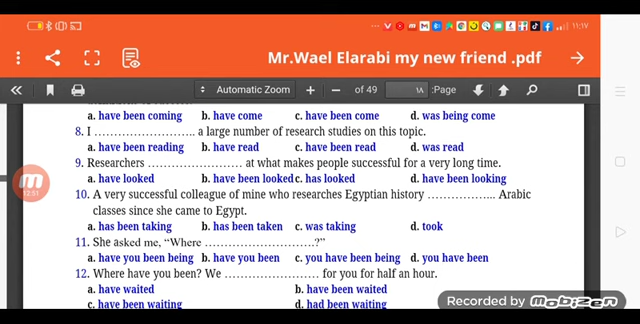 ١١:١٧
Mr.Wael Elarabi my new friend .pdf
Automatic Zoom + − of 49 ١٨ :Page
a. have been coming b. have come c. have been come d. was being come
8. I ………………….. a large number of research studies on this topic.
a. have been reading b. have read c. have been read d. was read
9. Researchers ………………… at what makes people successful for a very long time.
a. have looked b. have been looked c. has looked d. have been looking
10. A very successful colleague of mine who researches Egyptian history …………….. Arabic
classes since she came to Egypt.
a. has been taking b. has been taken c. was taking d. took
11. She asked me, “Where ……………………?”
a. have you been being b. have you been c. you have been being d. you have been
12. Where have you been? We ………………… for you for half an hour.
a. have waited b. have been waited
c. have been waiting d. had been waiting
12:51
Recorded by Mobizen